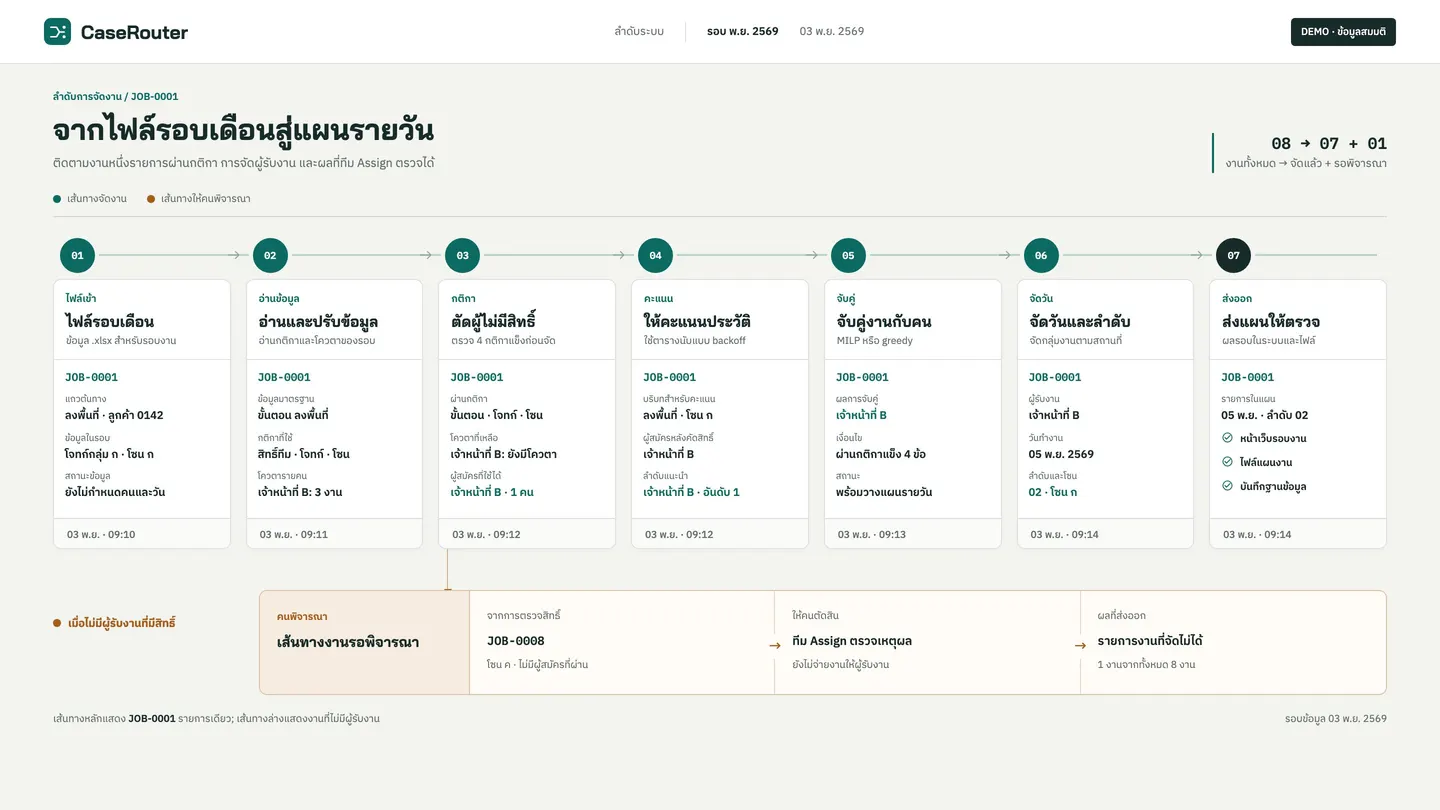 CaseRouter
ลำดับระบบ
รอบ พ.ย. 2569
03 พ.ย. 2569
DEMO · ข้อมูลสมมติ
ลำดับการจัดงาน / JOB-0001
จากไฟล์รอบเดือนสู่แผนรายวัน
ติดตามงานหนึ่งรายการผ่านกติกา การจัดผู้รับงาน และผลที่ทีม Assign ตรวจได้
08 → 07 + 01
งานทั้งหมด → จัดแล้ว + รอพิจารณา
เส้นทางจัดงาน
เส้นทางให้คนพิจารณา
01
ไฟล์เข้า
ไฟล์รอบเดือน
ข้อมูล .xlsx สำหรับรอบงาน
JOB-0001
แถวต้นทาง
ลงพื้นที่ · ลูกค้า 0142
ข้อมูลในรอบ
โจทก์กลุ่ม ก · โซน ก
สถานะข้อมูล
ยังไม่กำหนดคนและวัน
03 พ.ย. · 09:10
02
อ่านข้อมูล
อ่านและปรับข้อมูล
อ่านกติกาและโควตาของรอบ
JOB-0001
ข้อมูลมาตรฐาน
ขั้นตอน ลงพื้นที่
กติกาที่ใช้
สิทธิ์ทีม · โจทก์ · โซน
โควตารายคน
เจ้าหน้าที่ B: 3 งาน
03 พ.ย. · 09:11
03
กติกา
ตัดผู้ไม่มีสิทธิ์
ตรวจ 4 กติกาแข็งก่อนจัด
JOB-0001
ผ่านกติกา
ขั้นตอน · โจทก์ · โซน
โควตาที่เหลือ
เจ้าหน้าที่ B: ยังมีโควตา
ผู้สมัครที่ใช้ได้
เจ้าหน้าที่ B · 1 คน
03 พ.ย. · 09:12
04
คะแนน
ให้คะแนนประวัติ
ใช้ตารางนับแบบ backoff
JOB-0001
บริบทสำหรับคะแนน
ลงพื้นที่ · โซน ก
ผู้สมัครหลังคัดสิทธิ์
เจ้าหน้าที่ B
ลำดับแนะนำ
เจ้าหน้าที่ B · อันดับ 1
03 พ.ย. · 09:12
05
จับคู่
จับคู่งานกับคน
MILP หรือ greedy
JOB-0001
ผลการจับคู่
เจ้าหน้าที่ B
เงื่อนไข
ผ่านกติกาแข็ง 4 ข้อ
สถานะ
พร้อมวางแผนรายวัน
03 พ.ย. · 09:13
06
จัดวัน
จัดวันและลำดับ
จัดกลุ่มงานตามสถานที่
JOB-0001
ผู้รับงาน
เจ้าหน้าที่ B
วันทำงาน
05 พ.ย. 2569
ลำดับและโซน
02 · โซน ก
03 พ.ย. · 09:14
07
ส่งออก
ส่งแผนให้ตรวจ
ผลรอบในระบบและไฟล์
JOB-0001
รายการในแผน
05 พ.ย. · ลำดับ 02
หน้าเว็บรอบงาน
ไฟล์แผนงาน
บันทึกฐานข้อมูล
03 พ.ย. · 09:14
เมื่อไม่มีผู้รับงานที่มีสิทธิ์
คนพิจารณา
เส้นทางงานรอพิจารณา
จากการตรวจสิทธิ์
JOB-0008
โซน ค · ไม่มีผู้สมัครที่ผ่าน
→
ให้คนตัดสิน
ทีม Assign ตรวจเหตุผล
ยังไม่จ่ายงานให้ผู้รับงาน
→
ผลที่ส่งออก
รายการงานที่จัดไม่ได้
1 งานจากทั้งหมด 8 งาน
เส้นทางหลักแสดง JOB-0001 รายการเดียว; เส้นทางล่างแสดงงานที่ไม่มีผู้รับงาน
รอบข้อมูล 03 พ.ย. 2569